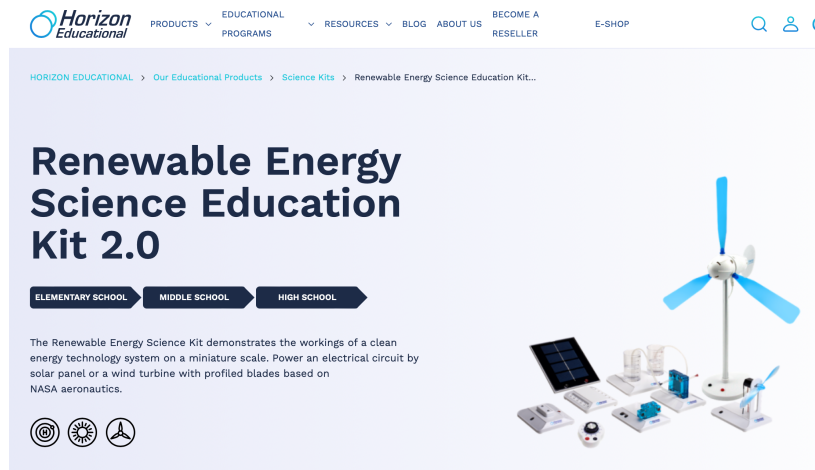 Horizon
Educational
PRODUCTS
EDUCATIONAL
PROGRAMS
RESOURCES
BLOG
ABOUT US
BECOME A
RESELLER
E-SHOP
HORIZON EDUCATIONAL > Our Educational Products > Science Kits > Renewable Energy Science Education Kit...
Renewable Energy
Science Education
Kit 2.0
ELEMENTARY SCHOOL
MIDDLE SCHOOL
HIGH SCHOOL
The Renewable Energy Science Kit demonstrates the workings of a clean
energy technology system on a miniature scale. Power an electrical circuit by
solar panel or a wind turbine with profiled blades based on
NASA aeronautics.
H